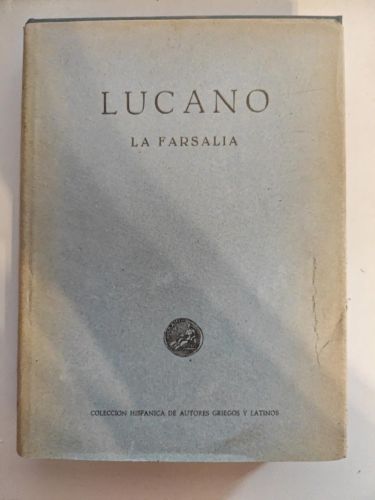 LUCANO
LA FARSALIA
COLECCION HISPANICA DE AUTORES GRIEGOS Y LATINOS